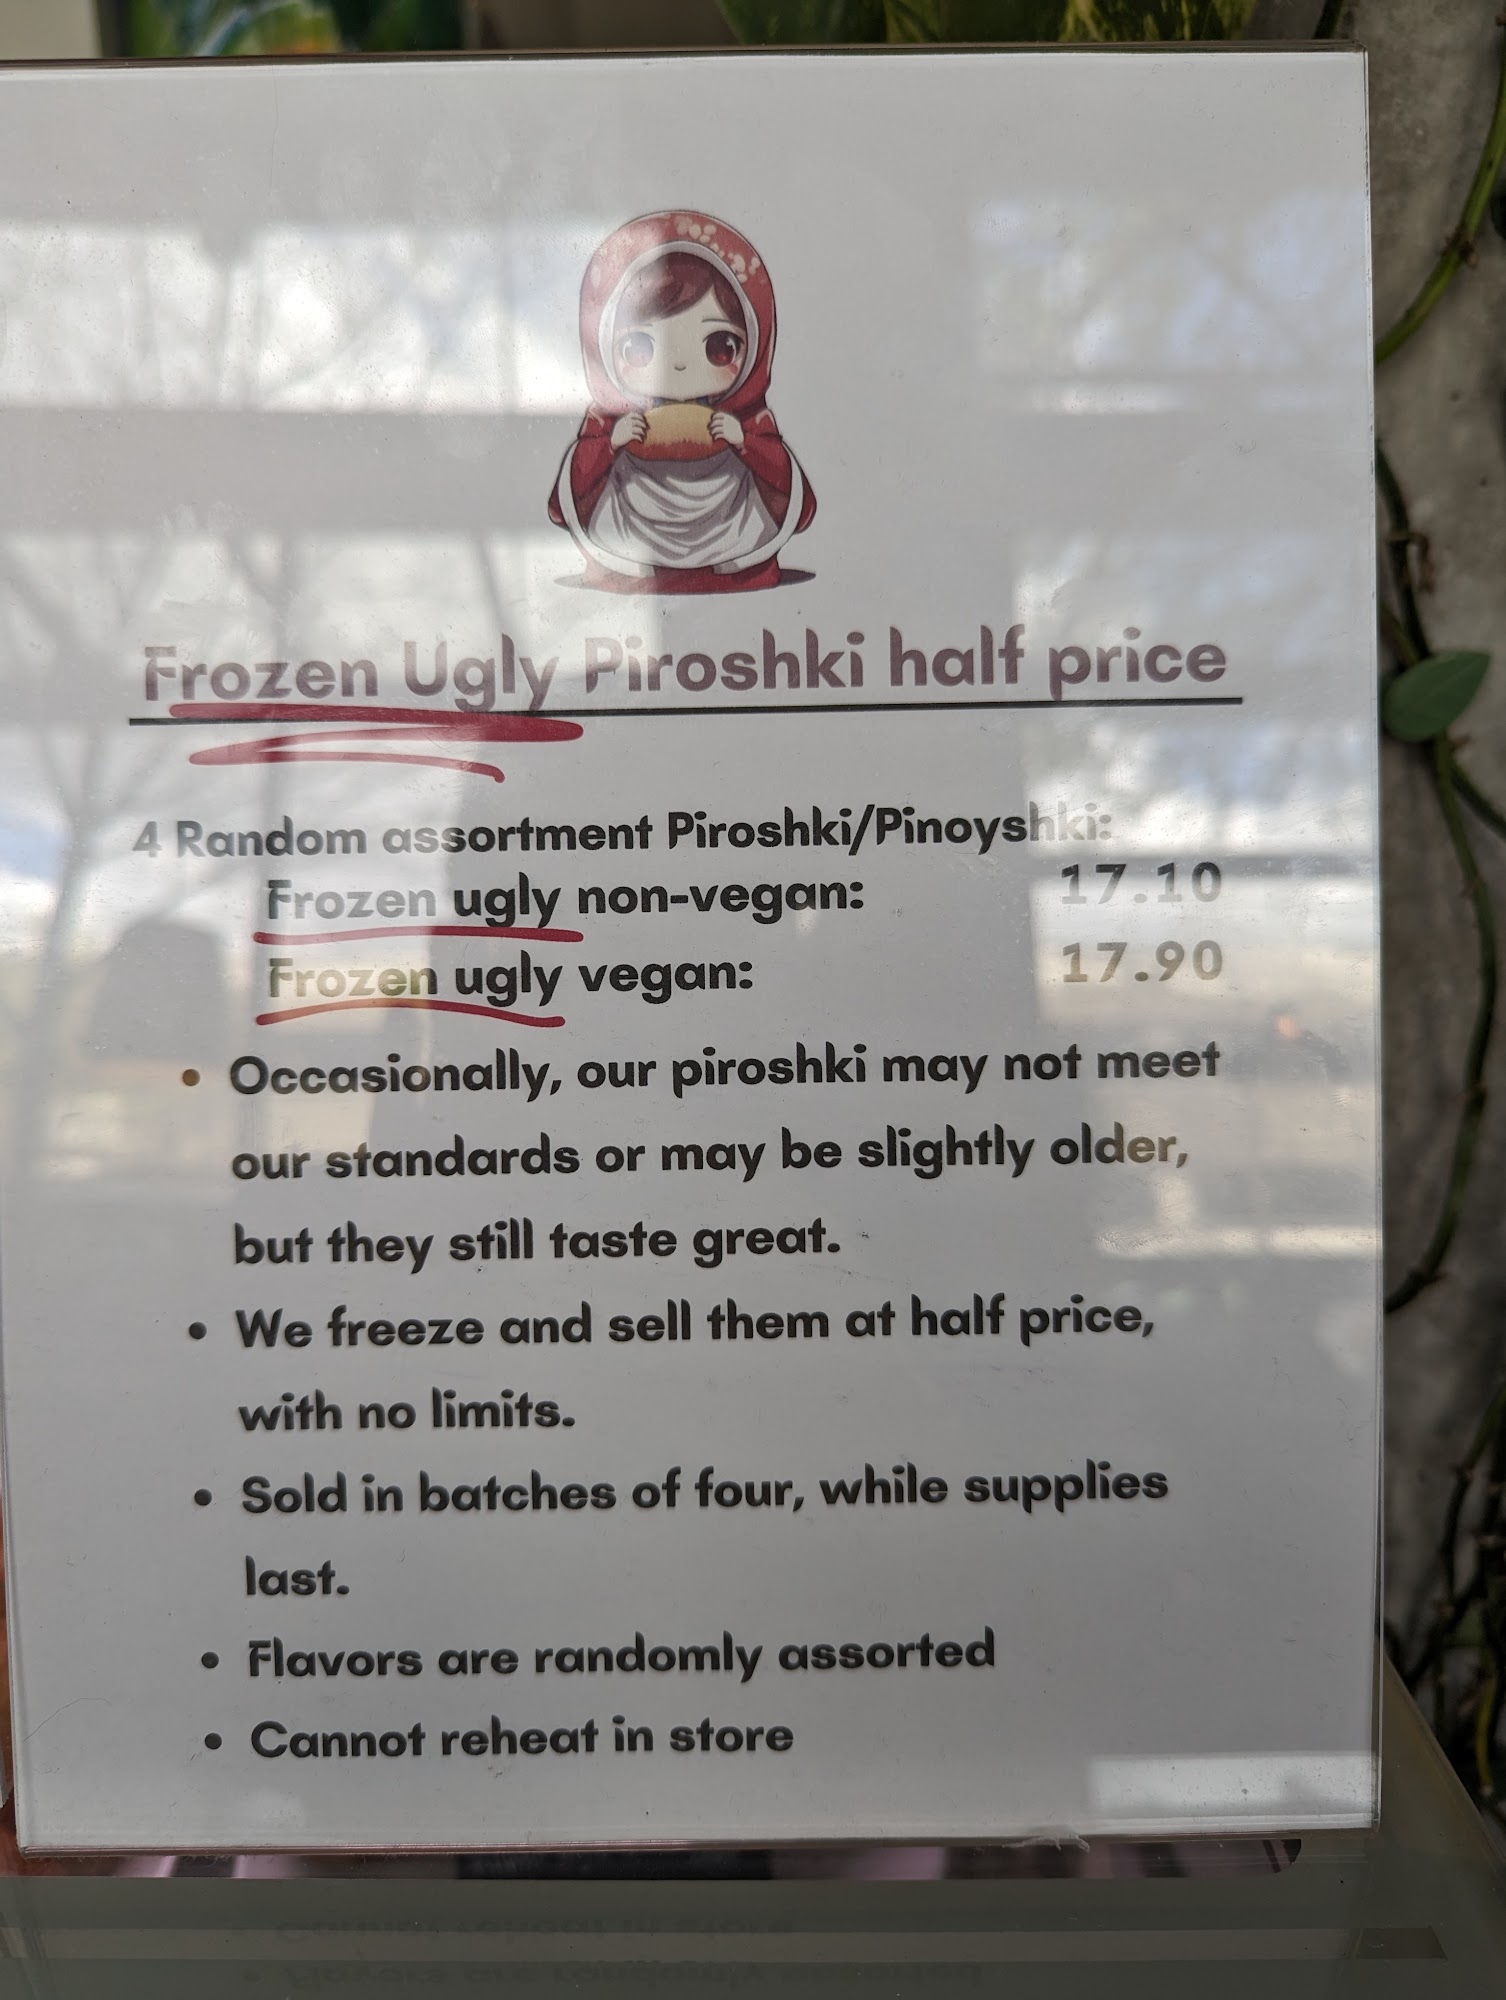 Frozen Ugly Piroshki half price
4 Random assortment Piroshki/Pinoyshki:
Frozen ugly non-vegan: 17.10
Frozen ugly vegan: 17.90
• Occasionally, our piroshki may not meet
our standards or may be slightly older,
but they still taste great.
• We freeze and sell them at half price,
with no limits.
• Sold in batches of four, while supplies
last.
• Flavors are randomly assorted
• Cannot reheat in store